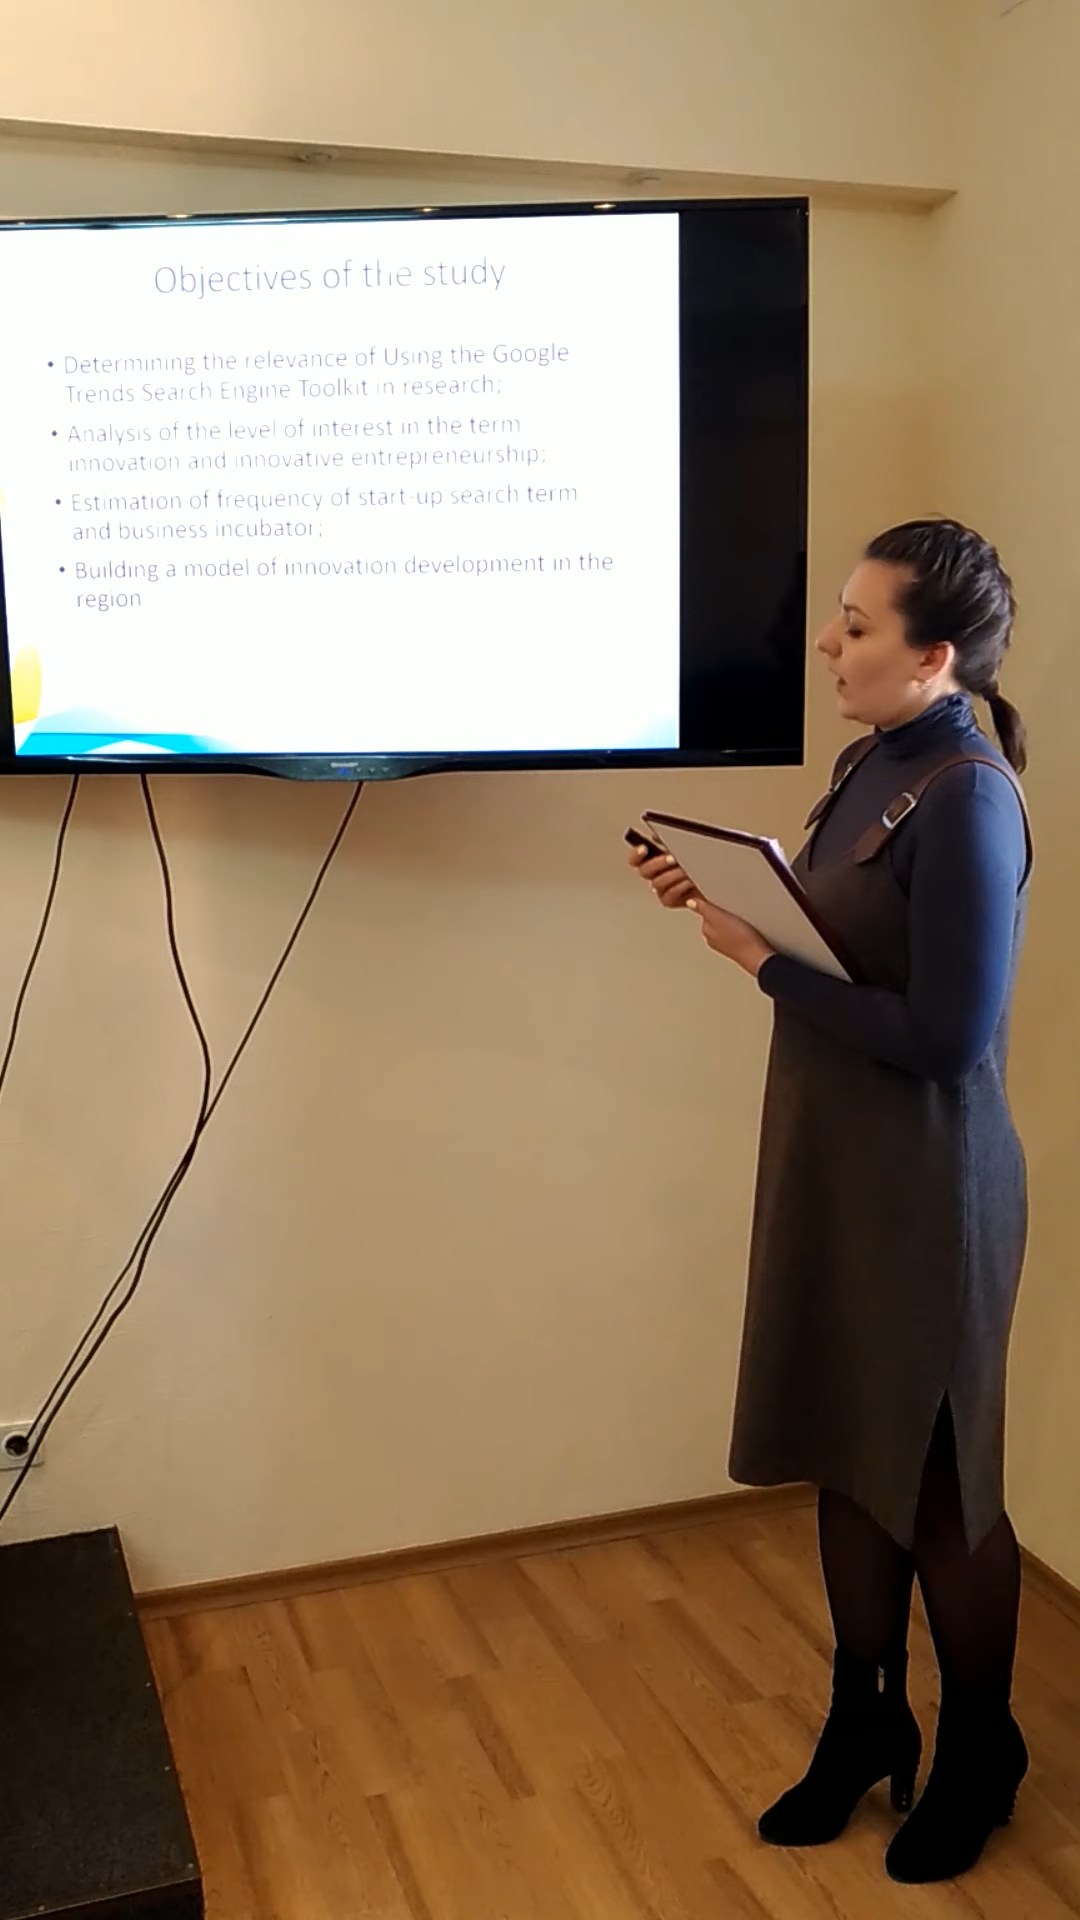 Objectives of the study
• Determining the relevance of Using the Google
Trends Search Engine Toolkit in research;
• Analysis of the level of interest in the term
innovation and innovative entrepreneurship;
• Estimation of frequency of start-up search term
and business incubator;
• Building a model of innovation development in the
region
SHARP